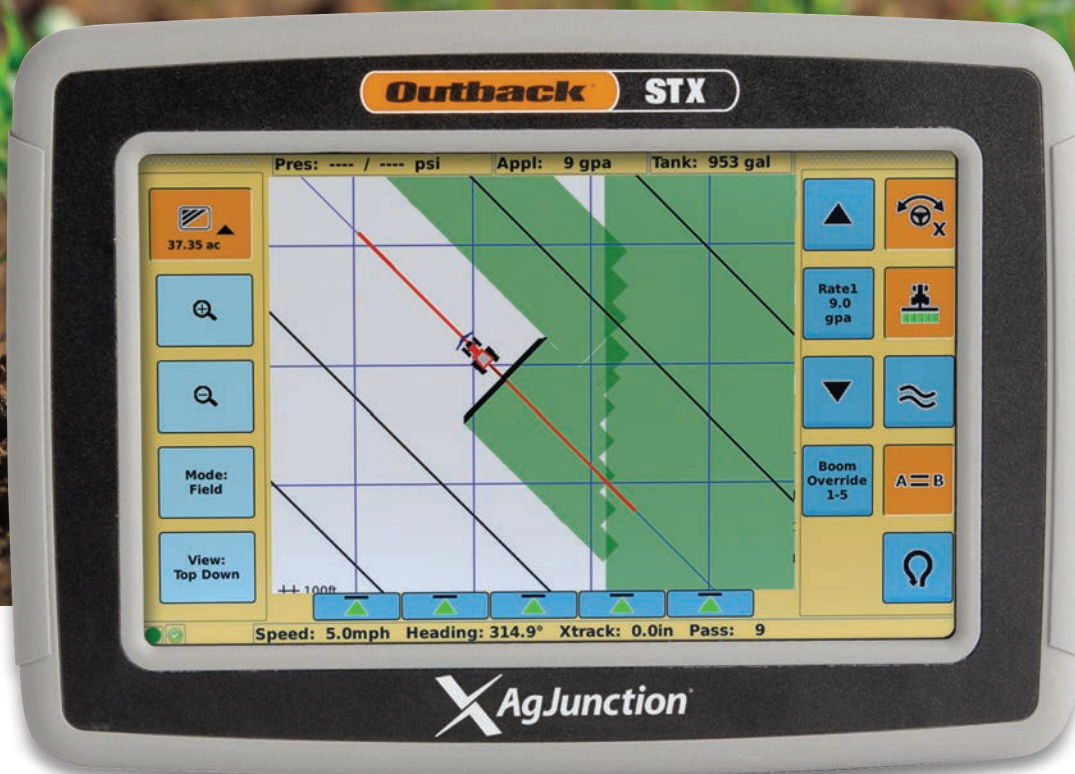 Outback STX
Pres: ---- / ---- psi Appl: 9 gpa Tank: 953 gal
37.35 ac
Mode:
Field
View:
Top Down
100ft
Rate1
9.0
gpa
Boom
Override
1-5
X
A=B
Speed: 5.0mph Heading: 314.9° Xtrack: 0.0in Pass: 9
AgJunction